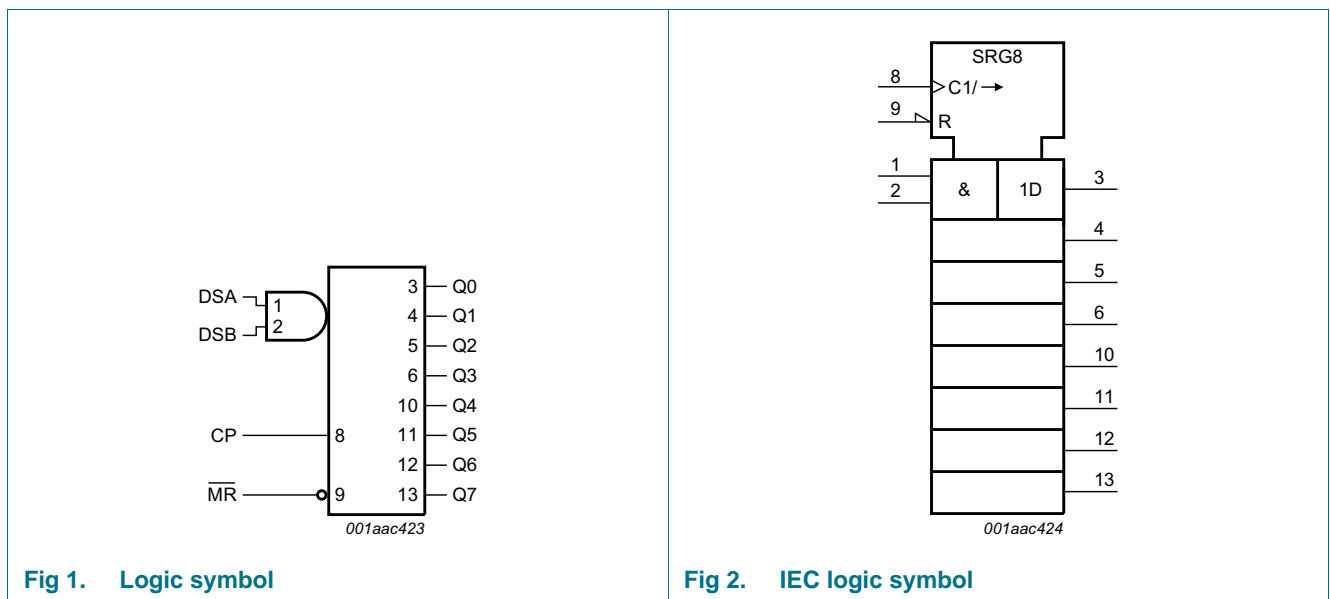 DSA
DSB
1
2
CP
8
M̅R̅
9
3 Q0
4 Q1
5 Q2
6 Q3
10 Q4
11 Q5
12 Q6
13 Q7
001aac423
Fig 1. Logic symbol
SRG8
8 C1/→
9 R
1
2
& 1D 3
4
5
6
10
11
12
13
001aac424
Fig 2. IEC logic symbol